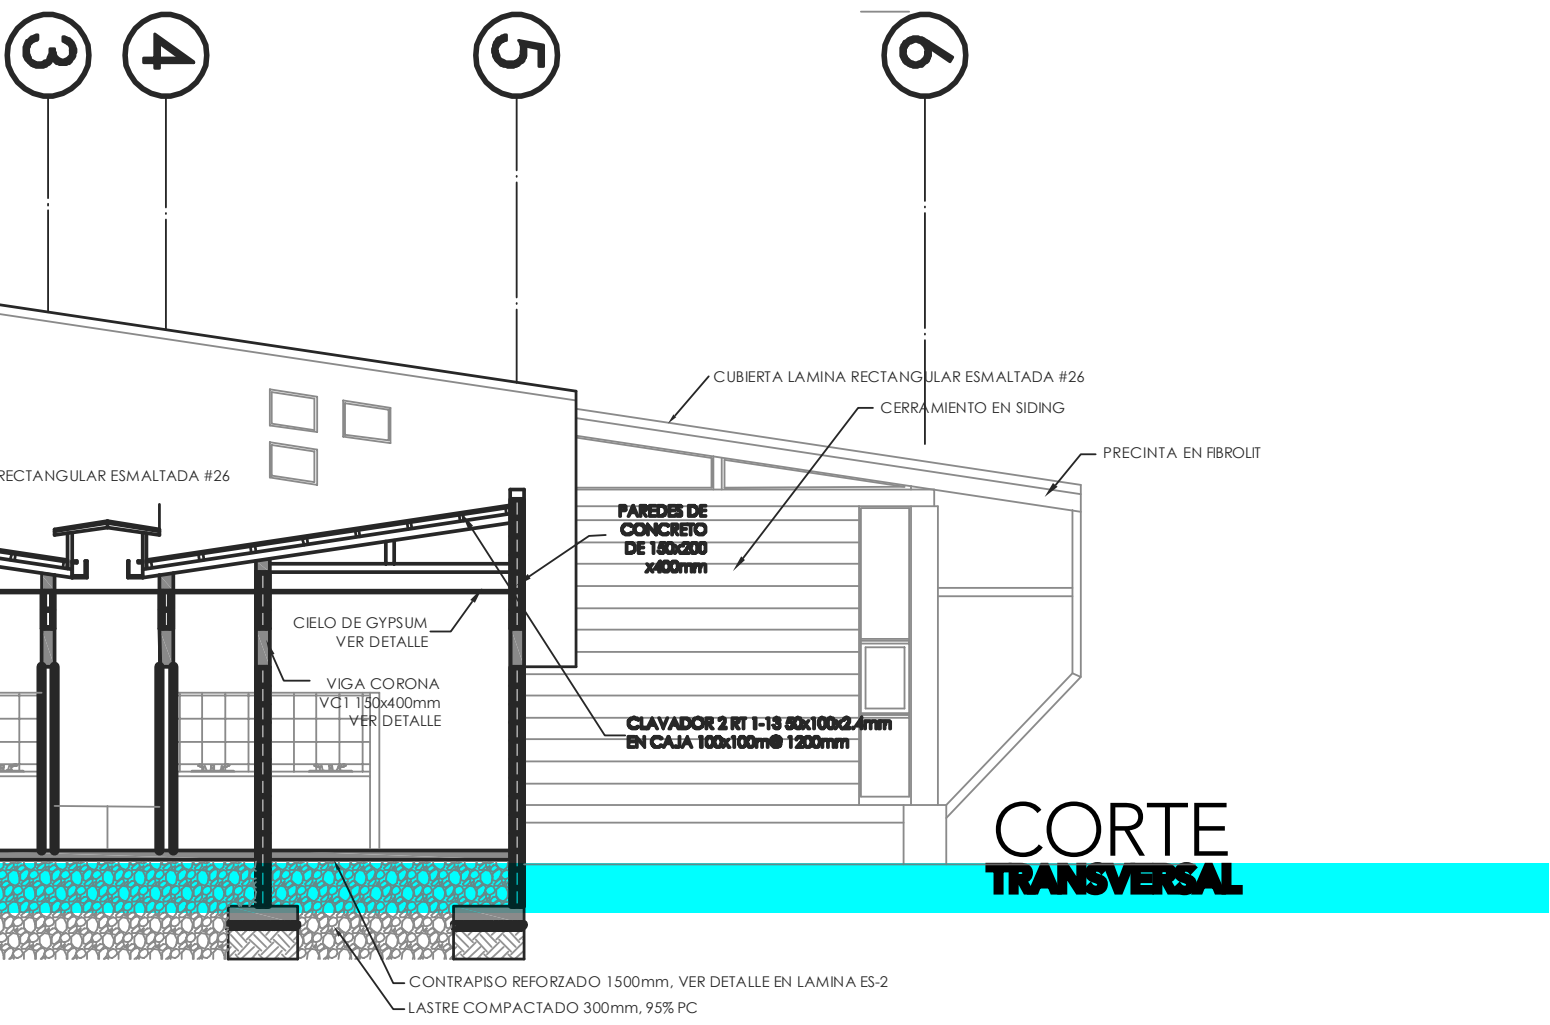 3 4 5 6
CUBIERTA LAMINA RECTANGULAR ESMALTADA #26
CERRAMIENTO EN SIDING
PRECINTA EN FIBROLIT
RECTANGULAR ESMALTADA #26
PAREDES DE
CONCRETO
DE 150x200
x400mm
CIELO DE GYPSUM
VER DETALLE
VIGA CORONA
VC1 150x400mm
VER DETALLE
CLAVADOR 2 RT 1-13 50x100x2.4mm
EN CAJA 100x100m@ 1200mm
CORTE
TRANSVERSAL
CONTRAPISO REFORZADO 1500mm, VER DETALLE EN LAMINA ES-2
LASTRE COMPACTADO 300mm, 95% PC